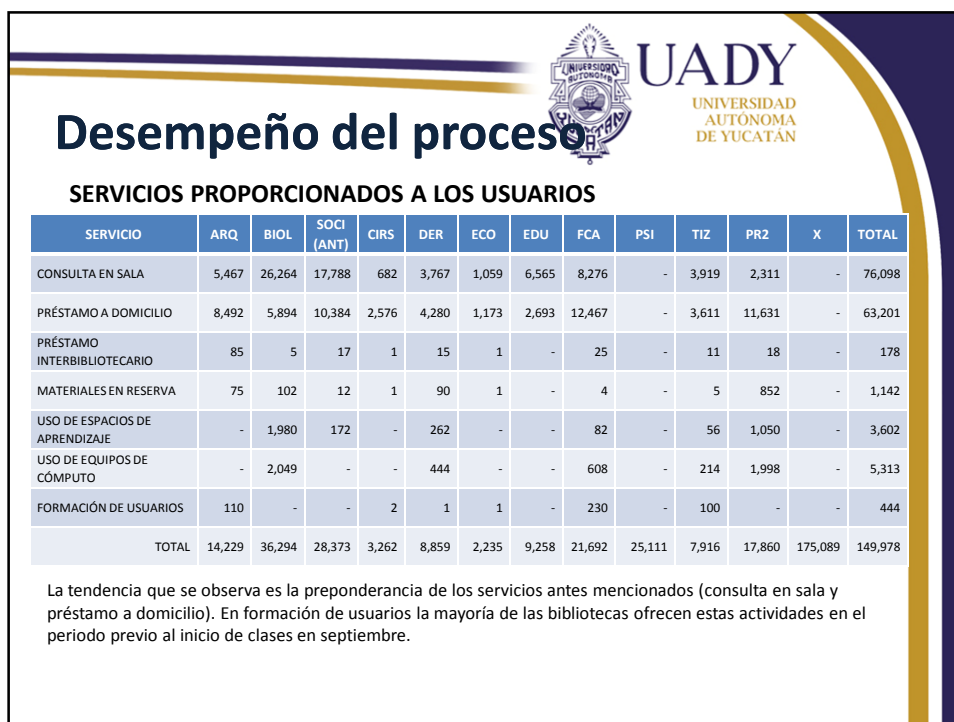 UADY
UNIVERSIDAD
AUTÓNOMA
DE YUCATÁN
Desempeño del proceso
SERVICIOS PROPORCIONADOS A LOS USUARIOS
SERVICIO ARQ BIOL SOCI (ANT) CIRS DER ECO EDU FCA PSI TIZ PR2 X TOTAL
CONSULTA EN SALA 5,467 26,264 17,788 682 3,767 1,059 6,565 8,276 - 3,919 2,311 - 76,098
PRÉSTAMO A DOMICILIO 8,492 5,894 10,384 2,576 4,280 1,173 2,693 12,467 - 3,611 11,631 - 63,201
PRÉSTAMO INTERBIBLIOTECARIO 85 5 17 1 15 1 - 25 - 11 18 - 178
MATERIALES EN RESERVA 75 102 12 1 90 1 - 4 - 5 852 - 1,142
USO DE ESPACIOS DE APRENDIZAJE - 1,980 172 - 262 - - 82 - 56 1,050 - 3,602
USO DE EQUIPOS DE CÓMPUTO - 2,049 - - 444 - - 608 - 214 1,998 - 5,313
FORMACIÓN DE USUARIOS 110 - - 2 1 1 - 230 - 100 - - 444
TOTAL 14,229 36,294 28,373 3,262 8,859 2,235 9,258 21,692 25,111 7,916 17,860 175,089 149,978
La tendencia que se observa es la preponderancia de los servicios antes mencionados (consulta en sala y
préstamo a domicilio). En formación de usuarios la mayoría de las bibliotecas ofrecen estas actividades en el
periodo previo al inicio de clases en septiembre.